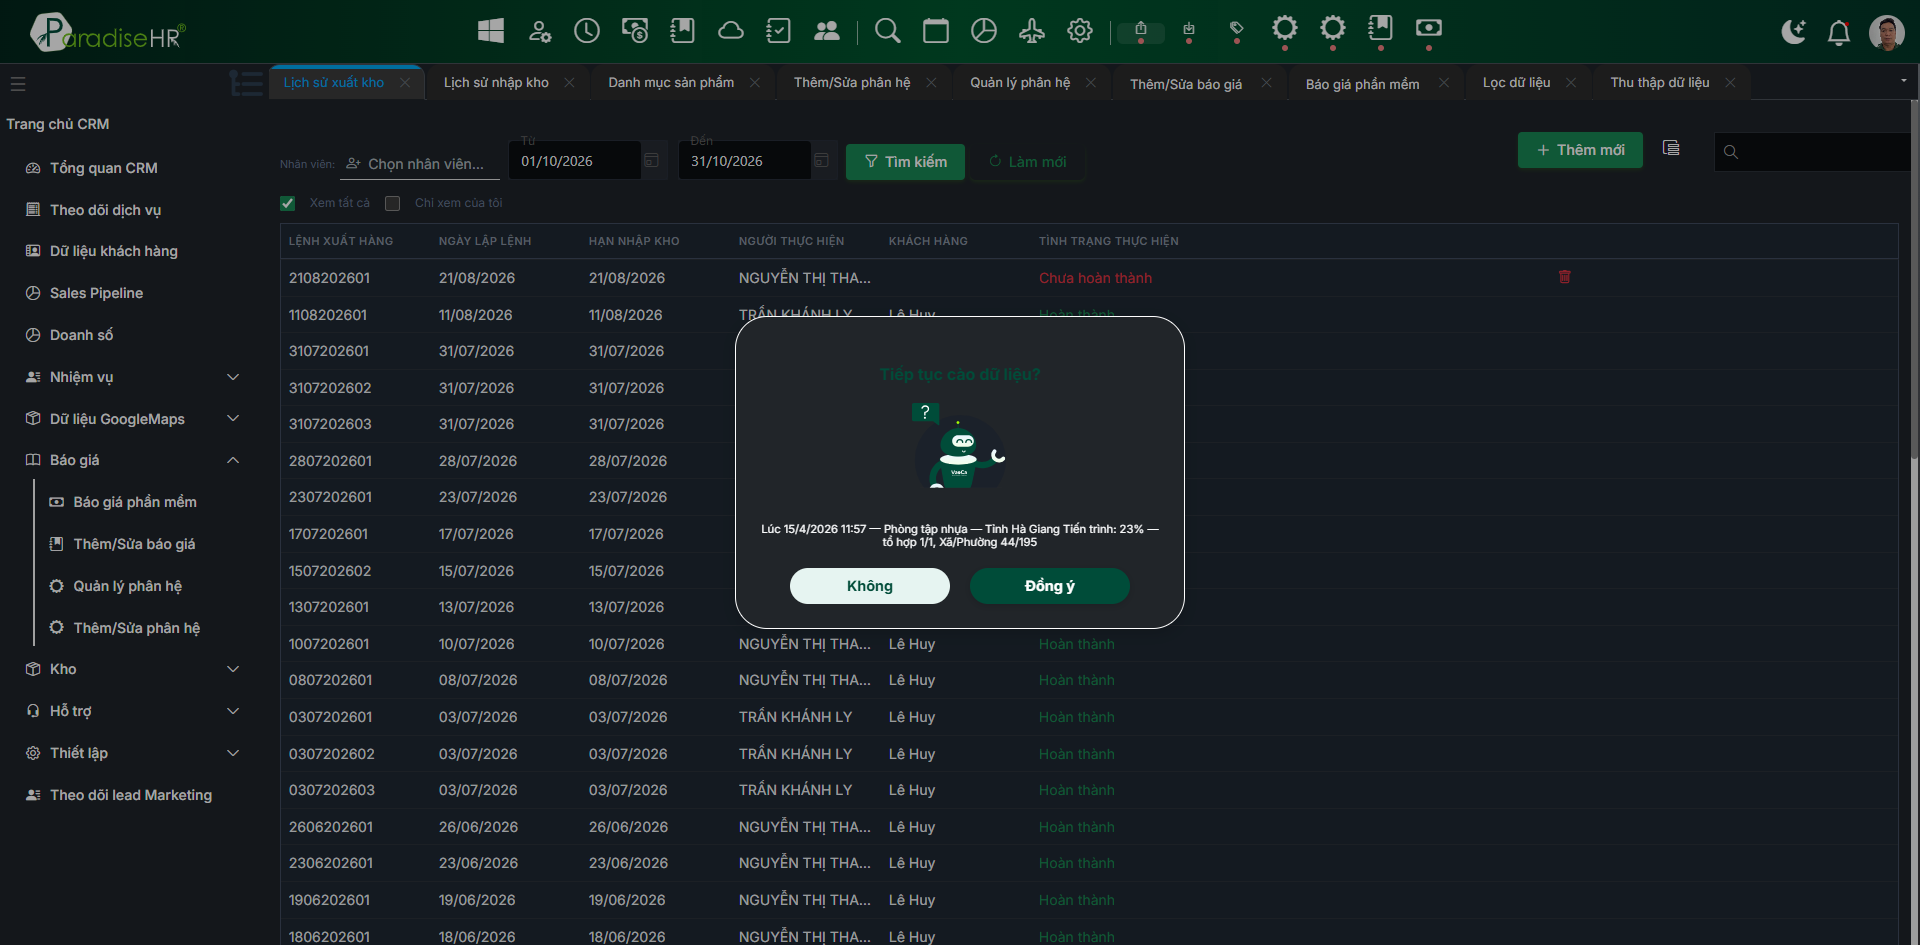 ParadiseHR
Lịch sử xuất kho
Lịch sử nhập kho
Danh mục sản phẩm
Thêm/Sửa phân hệ
Quản lý phân hệ
Thêm/Sửa báo giá
Báo giá phần mềm
Lọc dữ liệu
Thu thập dữ liệu
Trang chủ CRM
Tổng quan CRM
Theo dõi dịch vụ
Dữ liệu khách hàng
Sales Pipeline
Doanh số
Nhiệm vụ
Dữ liệu GoogleMaps
Báo giá
Báo giá phần mềm
Thêm/Sửa báo giá
Quản lý phân hệ
Thêm/Sửa phân hệ
Kho
Hỗ trợ
Thiết lập
Theo dõi lead Marketing
Nhân viên: Chọn nhân viên...
Từ
01/10/2026
Đến
31/10/2026
Tìm kiếm
Làm mới
Thêm mới
Xem tất cả
Chỉ xem của tôi
LỆNH XUẤT HÀNG NGÀY LẬP LỆNH HẠN NHẬP KHO NGƯỜI THỰC HIỆN KHÁCH HÀNG TÌNH TRẠNG THỰC HIỆN
2108202601 21/08/2026 21/08/2026 NGUYỄN THỊ THA... Chưa hoàn thành
1108202601 11/08/2026 11/08/2026 TRẦN KHÁNH LY Lê Huy Hoàn thành
3107202601 31/07/2026 31/07/2026
3107202602 31/07/2026 31/07/2026
3107202603 31/07/2026 31/07/2026
2807202601 28/07/2026 28/07/2026
2307202601 23/07/2026 23/07/2026
1707202601 17/07/2026 17/07/2026
1507202602 15/07/2026 15/07/2026
1307202601 13/07/2026 13/07/2026
1007202601 10/07/2026 10/07/2026 NGUYỄN THỊ THA... Lê Huy Hoàn thành
0807202601 08/07/2026 08/07/2026 NGUYỄN THỊ THA... Lê Huy Hoàn thành
0307202601 03/07/2026 03/07/2026 TRẦN KHÁNH LY Lê Huy Hoàn thành
0307202602 03/07/2026 03/07/2026 TRẦN KHÁNH LY Lê Huy Hoàn thành
0307202603 03/07/2026 03/07/2026 TRẦN KHÁNH LY Lê Huy Hoàn thành
2606202601 26/06/2026 26/06/2026 NGUYỄN THỊ THA... Lê Huy Hoàn thành
2306202601 23/06/2026 23/06/2026 NGUYỄN THỊ THA... Lê Huy Hoàn thành
1906202601 19/06/2026 19/06/2026 NGUYỄN THỊ THA... Lê Huy Hoàn thành
1806202601 18/06/2026 18/06/2026 NGUYỄN THỊ THA... Lê Huy Hoàn thành
Tiếp tục cào dữ liệu?
?
VzeCs
Lúc 15/4/2026 11:57 — Phòng tập nhựa — Tỉnh Hà Giang Tiến trình: 23% —
tổ hợp 1/1, Xã/Phường 44/195
Không
Đồng ý